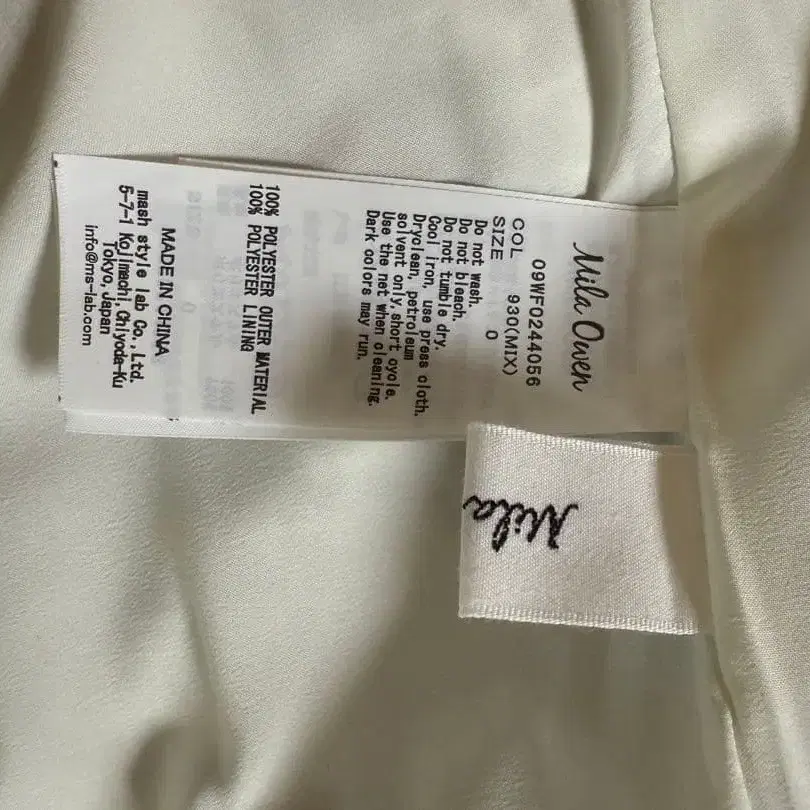 Mila Owen
09WF0244056
COL 930(MIX)
SIZE 0
Do not wash.
Do not bleach.
Do not tumble dry.
Cool iron, use press cloth.
Dryclean, petroleum
solvent only, short cycle.
Use the net when cleaning.
Dark colors may run.
100% POLYESTER OUTER MATERIAL
100% POLYESTER LINING
MADE IN CHINA
mash style lab Co.,Ltd.
5-7-1 Kojimachi, Chiyoda-Ku
Tokyo, Japan
info@ms-lab.com
Mila